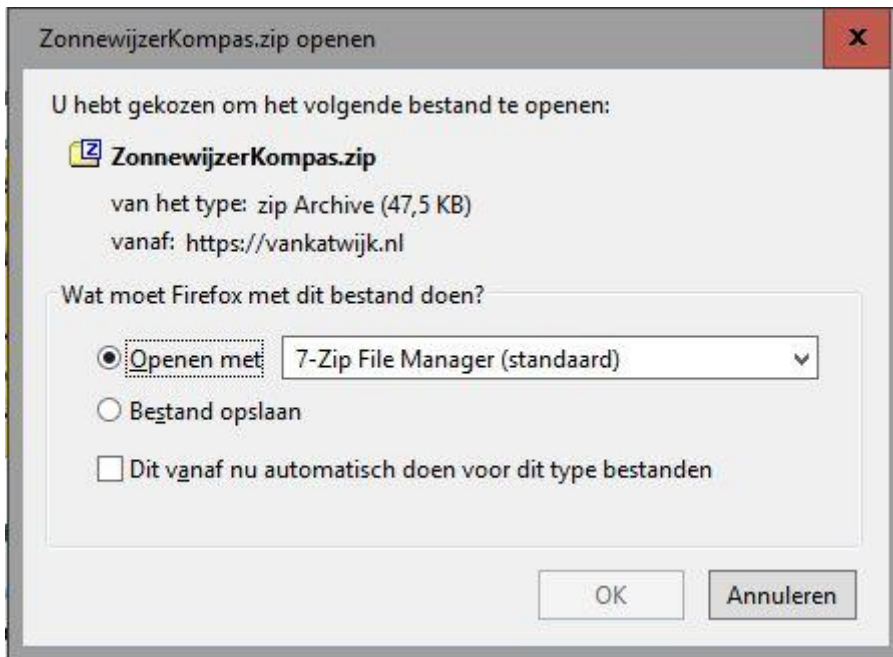 ZonnewijzerKompas.zip openen
U hebt gekozen om het volgende bestand te openen:
ZonnewijzerKompas.zip
van het type: zip Archive (47,5 KB)
vanaf: https://vankatwijk.nl
Wat moet Firefox met dit bestand doen?
Openen met 7-Zip File Manager (standaard)
Bestand opslaan
Dit vanaf nu automatisch doen voor dit type bestanden
OK Annuleren